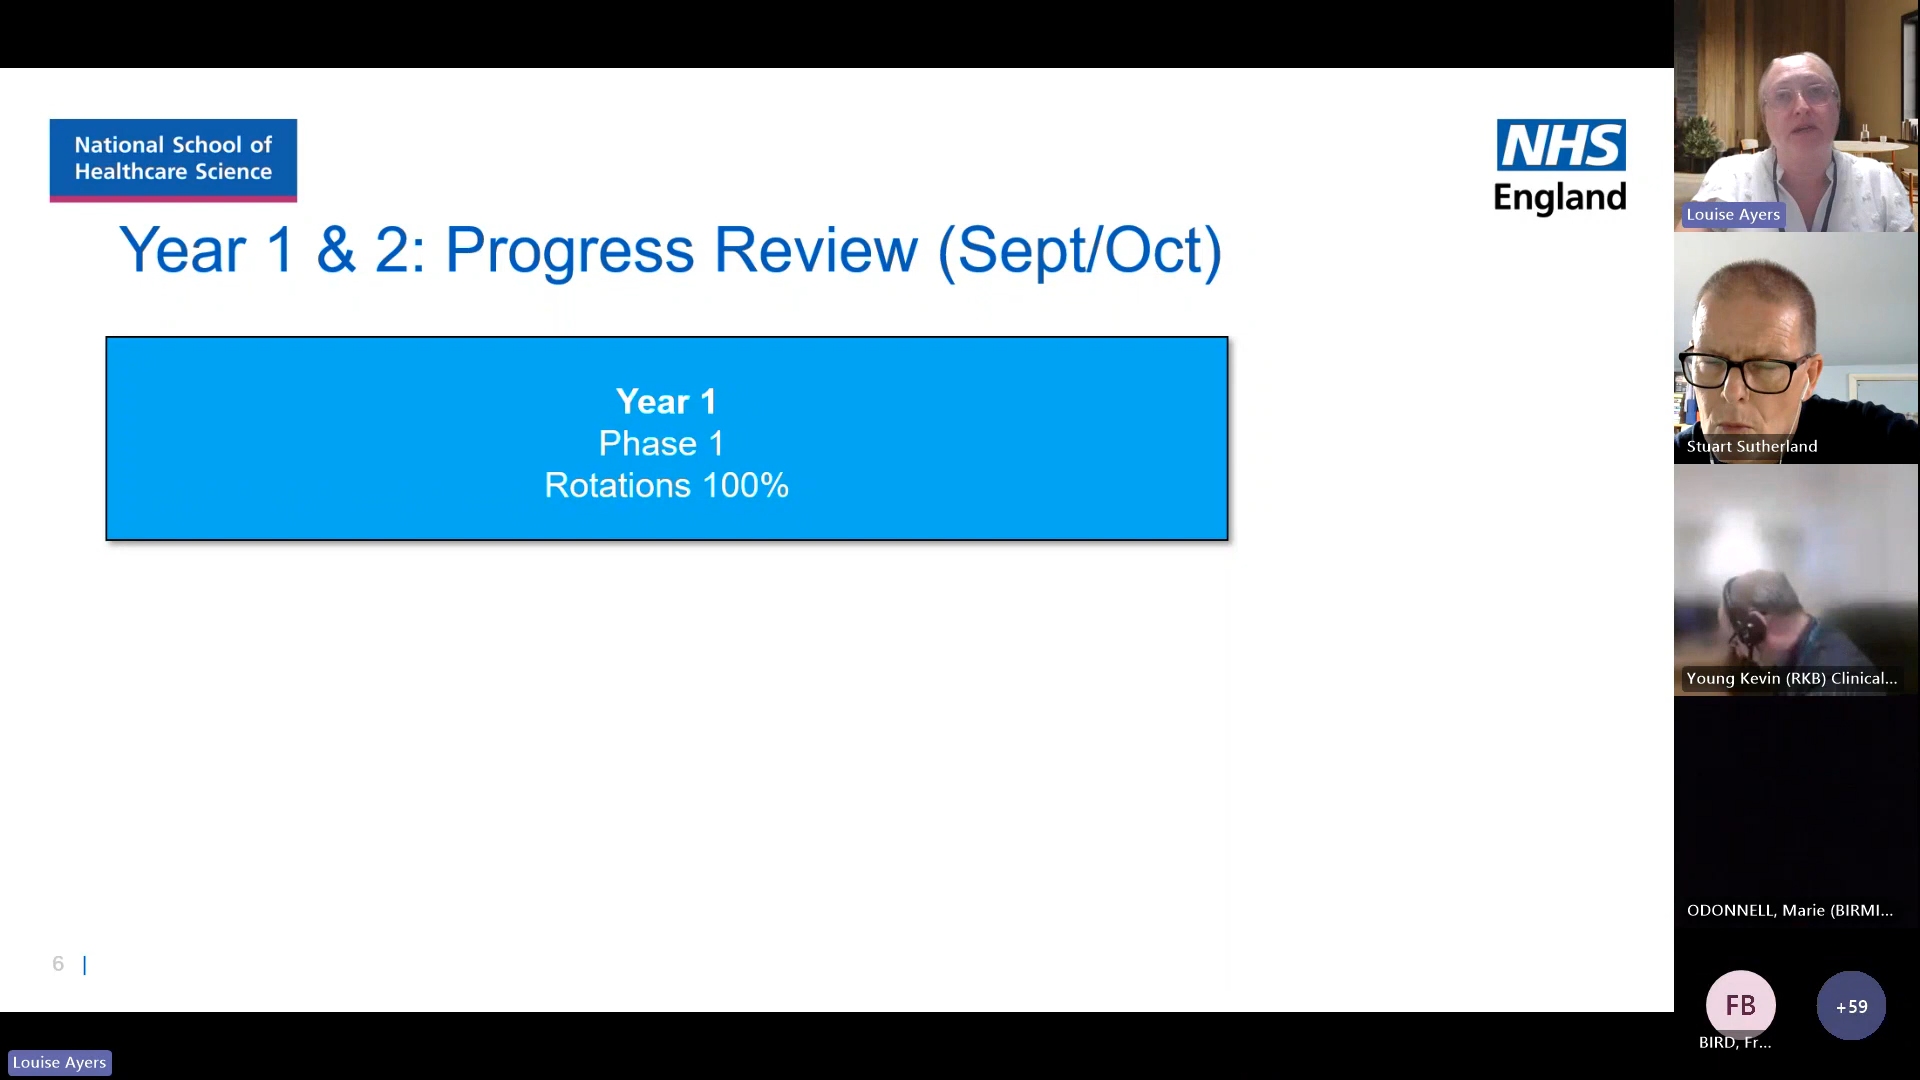 National School of
Healthcare Science
NHS
England
Year 1 & 2: Progress Review (Sept/Oct)
Year 1
Phase 1
Rotations 100%
6 |
Louise Ayers
Louise Ayers
Stuart Sutherland
Young Kevin (RKB) Clinical...
ODONNELL, Marie (BIRMI...
FB
+59
BIRD, Fr...